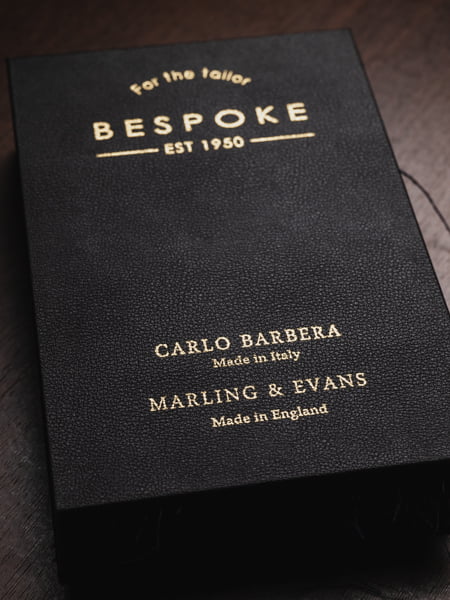 For the tailor
BESPOKE
EST 1950
CARLO BARBERA
Made in Italy
MARLING & EVANS
Made in England